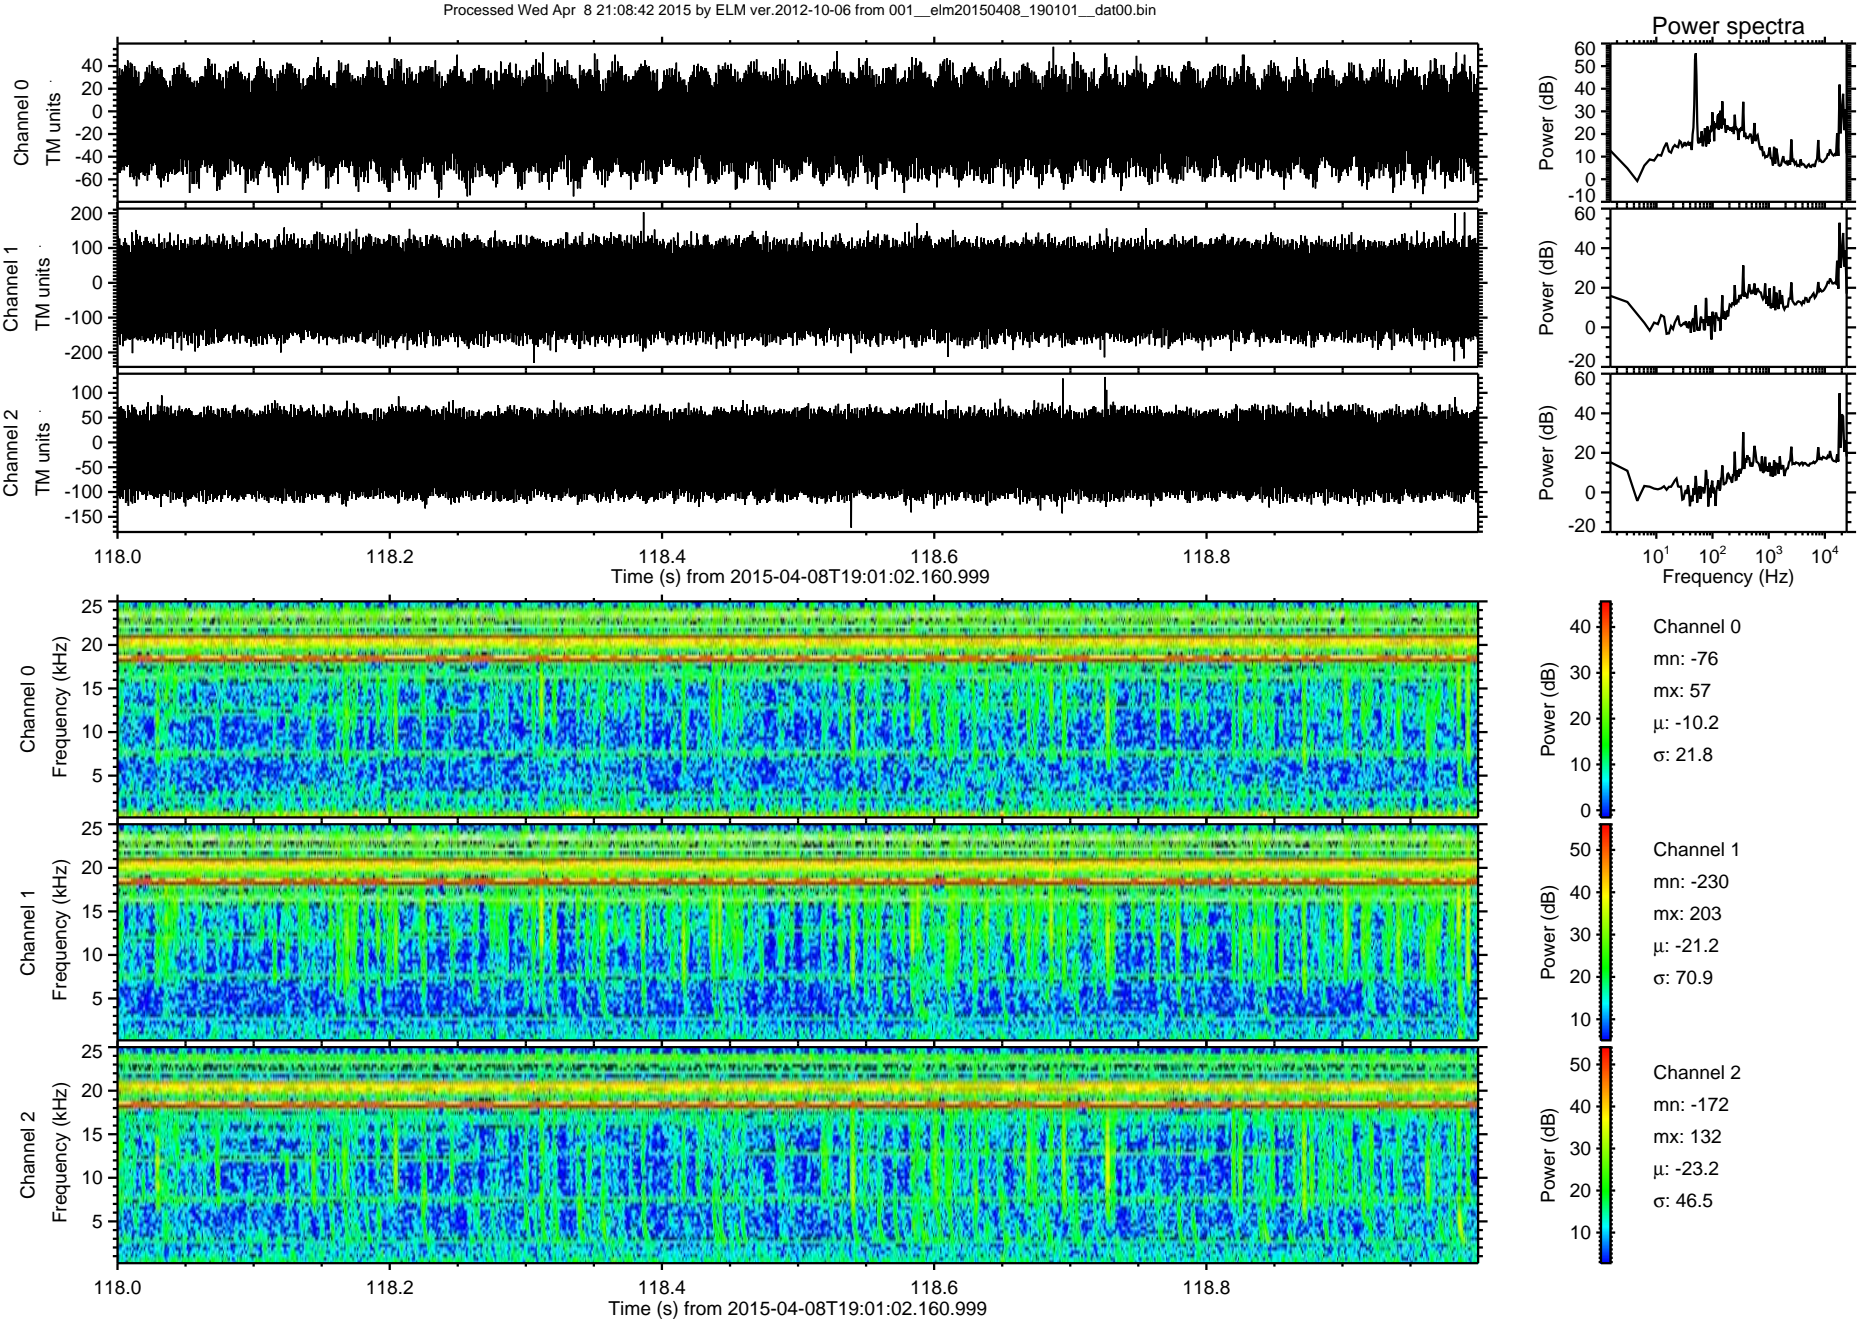 Processed Wed Apr  8 21:08:42 2015 by ELM ver.2012-10-06 from 001__elm20150408_190101__dat00.bin
Power spectra
Channel 0
TM units
40
20
0
-20
-40
-60
Power (dB)
60
50
40
30
20
10
0
-10
Channel 1
TM units
200
100
0
-100
-200
Power (dB)
60
40
20
0
-20
Channel 2
TM units
100
50
0
-50
-100
-150
Power (dB)
60
40
20
0
-20
118.0 118.2 118.4 118.6 118.8
Time (s) from 2015-04-08T19:01:02.160.999
10^1 10^2 10^3 10^4
Frequency (Hz)
Channel 0
Frequency (kHz)
25
20
15
10
5
Power (dB)
40
30
20
10
0
Channel 0
mn: -76
mx: 57
μ: -10.2
σ: 21.8
Channel 1
Frequency (kHz)
25
20
15
10
5
Power (dB)
50
40
30
20
10
Channel 1
mn: -230
mx: 203
μ: -21.2
σ: 70.9
Channel 2
Frequency (kHz)
25
20
15
10
5
Power (dB)
50
40
30
20
10
Channel 2
mn: -172
mx: 132
μ: -23.2
σ: 46.5
118.0 118.2 118.4 118.6 118.8
Time (s) from 2015-04-08T19:01:02.160.999